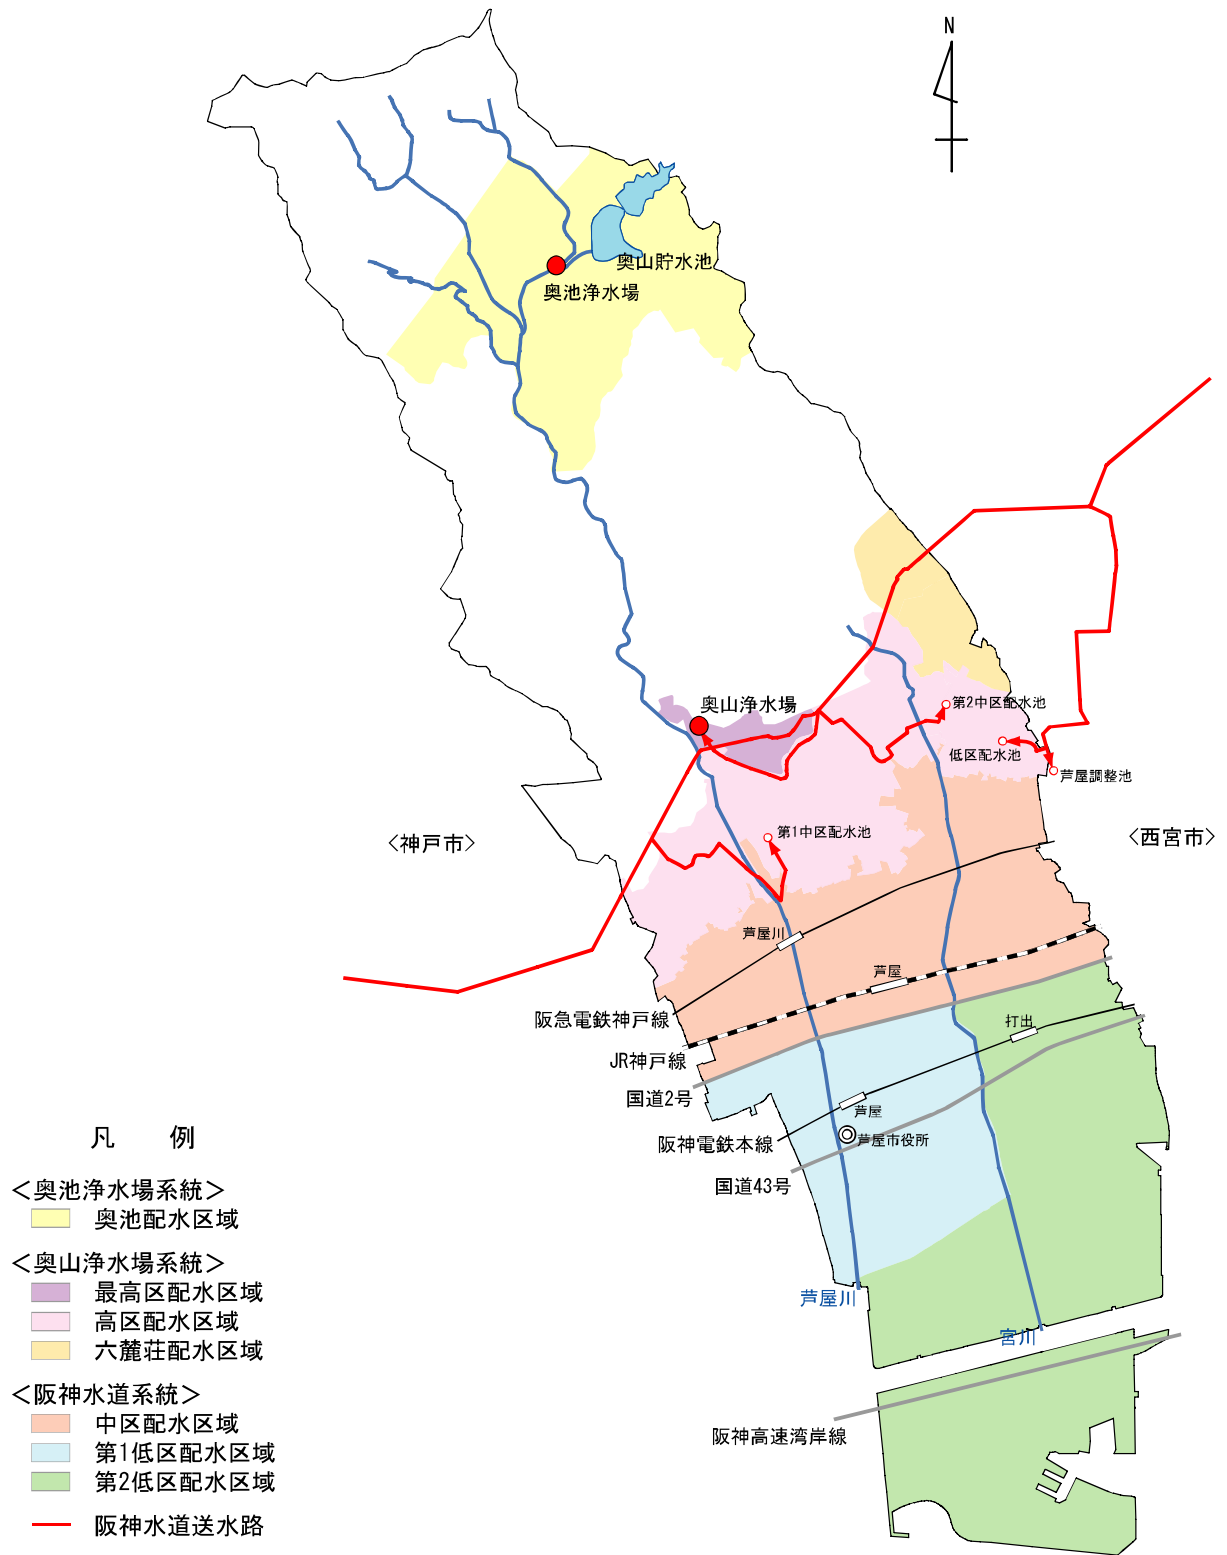 N
奥山貯水池
奥池浄水場
奥山浄水場
第2中区配水池
低区配水池
芦屋調整池
第1中区配水池
<神戸市>
<西宮市>
芦屋川
芦屋
阪急電鉄神戸線
打出
JR神戸線
国道2号
芦屋
芦屋市役所
阪神電鉄本線
国道43号
芦屋川
宮川
阪神高速湾岸線
凡 例
<奥池浄水場系統>
奥池配水区域
<奥山浄水場系統>
最高区配水区域
高区配水区域
六麓荘配水区域
<阪神水道系統>
中区配水区域
第1低区配水区域
第2低区配水区域
阪神水道送水路